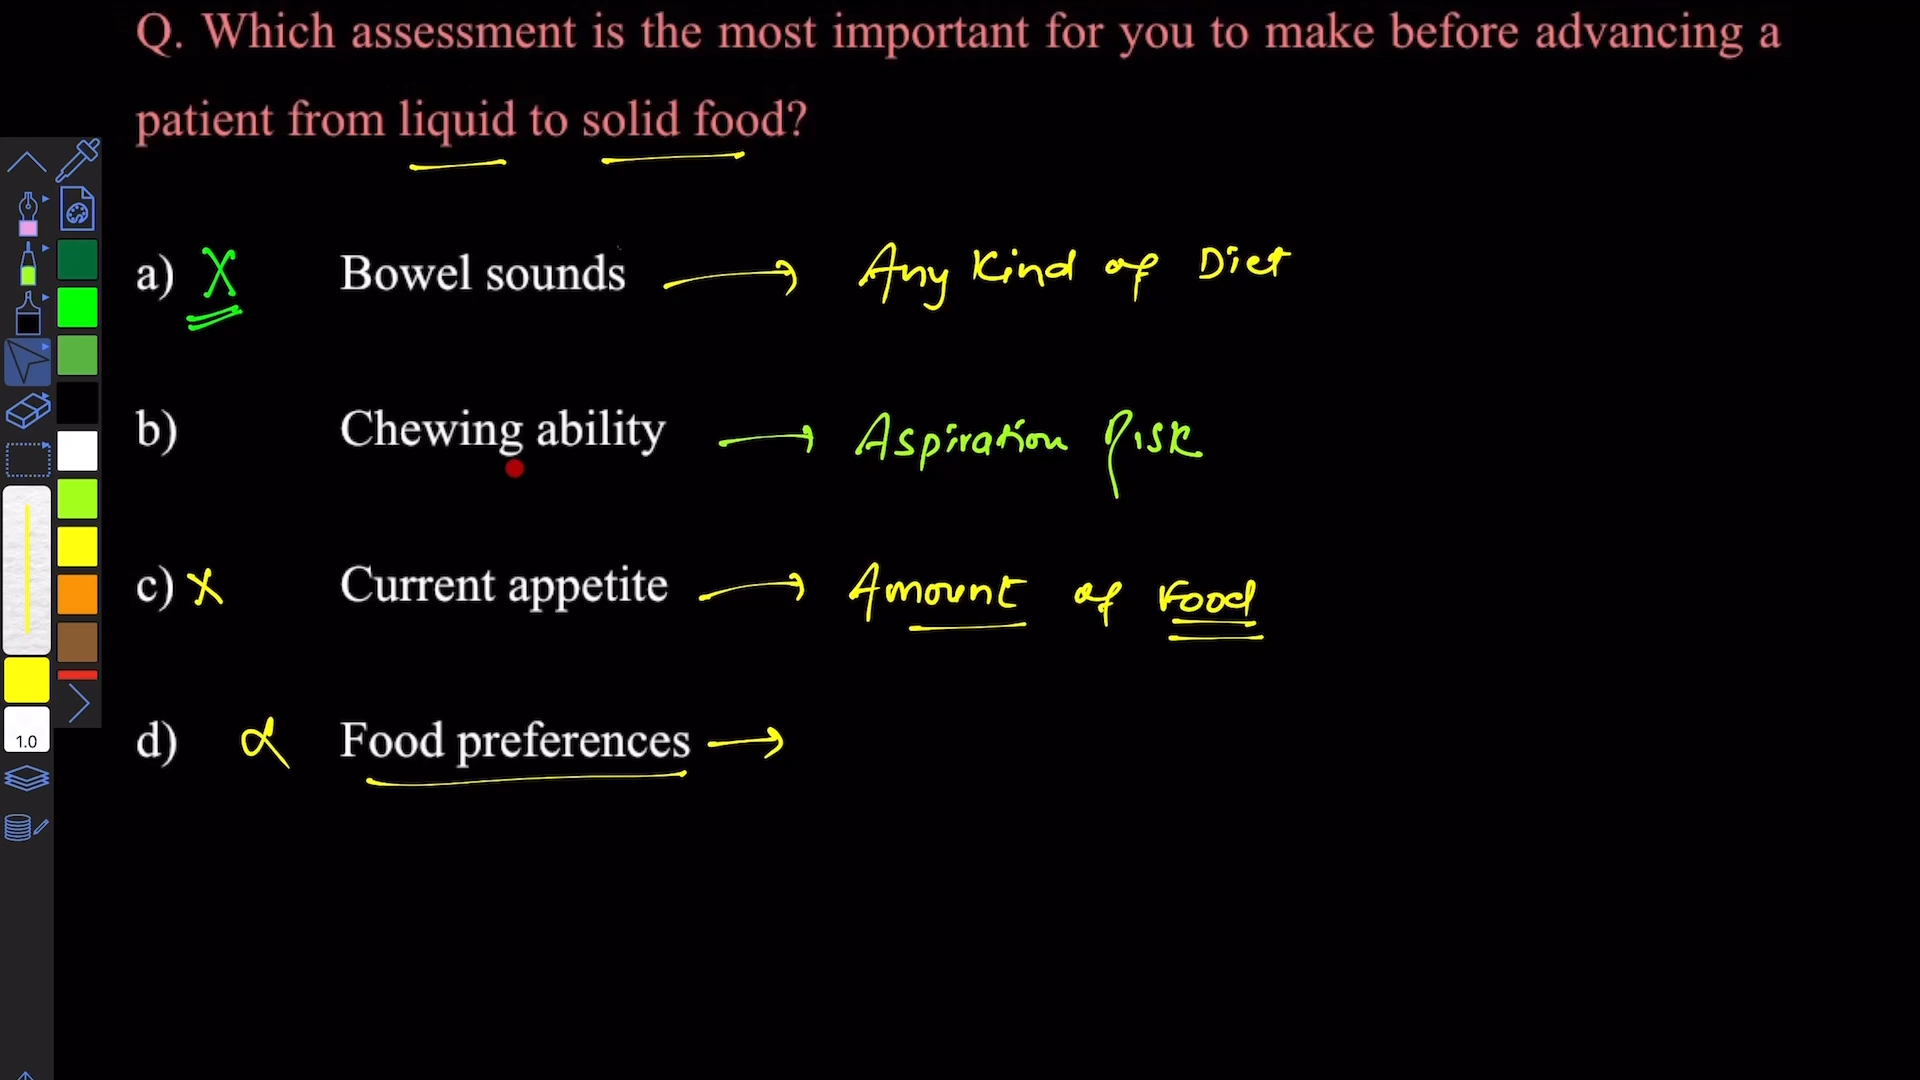 Q. Which assessment is the most important for you to make before advancing a
patient from liquid to solid food?
a) X Bowel sounds → Any Kind of Diet
b) Chewing ability → Aspiration Risk
c) x Current appetite → Amount of Food
d) Food preferences →
1.0